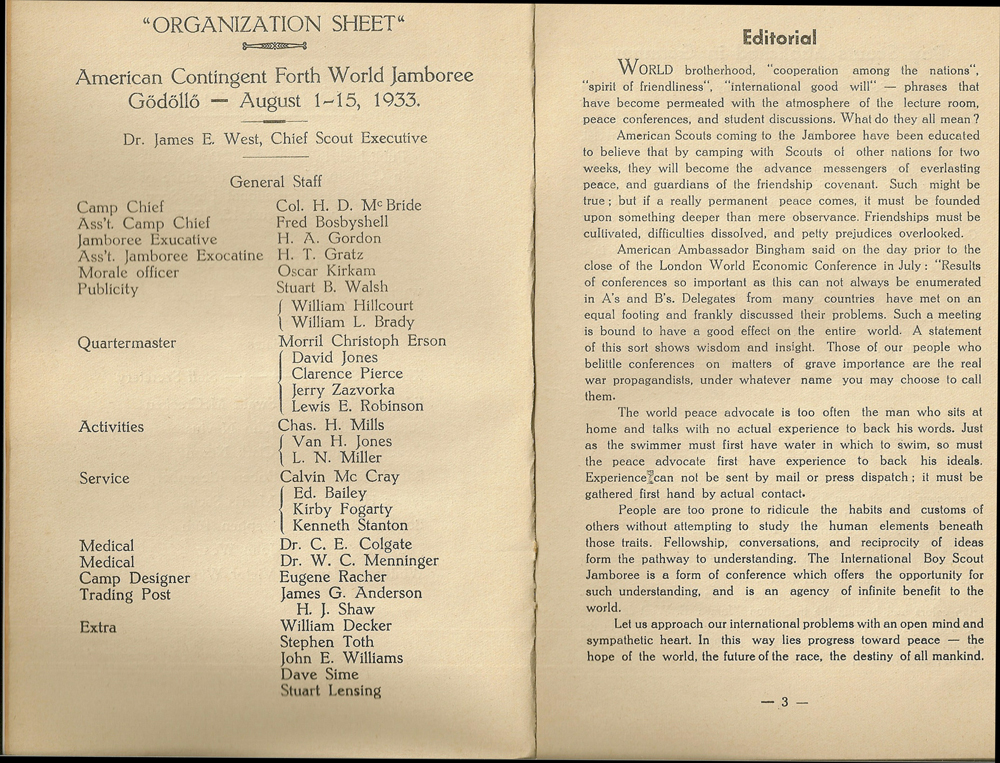 “ORGANIZATION SHEET“
American Contingent Forth World Jamboree
Gődőllő — August 1-15, 1933.
Dr. James E. West, Chief Scout Executive
General Staff
Camp Chief Col. H. D. Mc Bride
Ass't. Camp Chief Fred Bosbyshell
Jamboree Exucative H. A. Gordon
Ass't. Jamboree Exocatine H. T. Gratz
Morale officer Oscar Kirkam
Publicity Stuart B. Walsh
William Hillcourt
William L. Brady
Quartermaster Morril Christoph Erson
David Jones
Clarence Pierce
Jerry Zazvorka
Lewis E. Robinson
Activities Chas. H. Mills
Van H. Jones
L. N. Miller
Service Calvin Mc Cray
Ed. Bailey
Kirby Fogarty
Kenneth Stanton
Medical Dr. C. E. Colgate
Medical Dr. W. C. Menninger
Camp Designer Eugene Racher
Trading Post James G. Anderson
H. J. Shaw
Extra William Decker
Stephen Toth
John E. Williams
Dave Sime
Stuart Lensing
Editorial
WORLD brotherhood, "cooperation among the nations",
"spirit of friendliness", "international good will" — phrases that
have become permeated with the atmosphere of the lecture room,
peace conferences, and student discussions. What do they all mean?
American Scouts coming to the Jamboree have been educated
to believe that by camping with Scouts of other nations for two
weeks, they will become the advance messengers of everlasting
peace, and guardians of the friendship covenant. Such might be
true; but if a really permanent peace comes, it must be founded
upon something deeper than mere observance. Friendships must be
cultivated, difficulties dissolved, and petty prejudices overlooked.
American Ambassador Bingham said on the day prior to the
close of the London World Economic Conference in July: "Results
of conferences so important as this can not always be enumerated
in A's and B's. Delegates from many countries have met on an
equal footing and frankly discussed their problems. Such a meeting
is bound to have a good effect on the entire world. A statement
of this sort shows wisdom and insight. Those of our people who
belittle conferences on matters of grave importance are the real
war propagandists, under whatever name you may choose to call
them.
The world peace advocate is too often the man who sits at
home and talks with no actual experience to back his words. Just
as the swimmer must first have water in which to swim, so must
the peace advocate first have experience to back his ideals.
Experience can not be sent by mail or press dispatch; it must be
gathered first hand by actual contact.
People are too prone to ridicule the habits and customs of
others without attempting to study the human elements beneath
those traits. Fellowship, conversations, and reciprocity of ideas
form the pathway to understanding. The International Boy Scout
Jamboree is a form of conference which offers the opportunity for
such understanding, and is an agency of infinite benefit to the
world.
Let us approach our international problems with an open mind and
sympathetic heart. In this way lies progress toward peace — the
hope of the world, the future of the race, the destiny of all mankind.
— 3 —